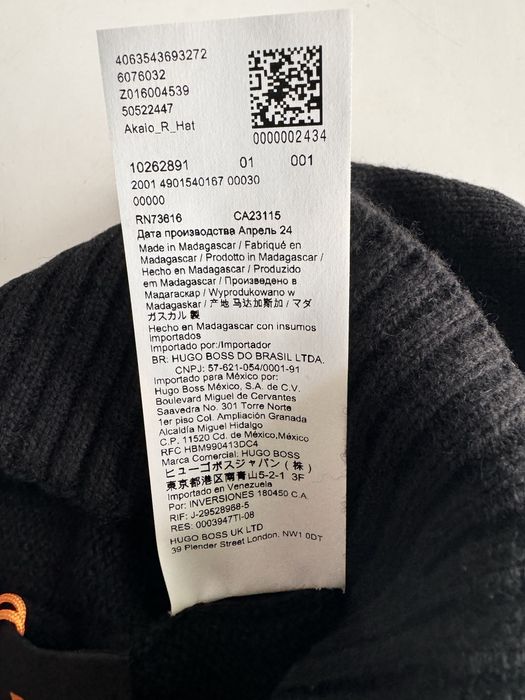 4063543693272
6076032
Z016004539
50522447
Akalo_R_Hat
0000002434
10262891 01 001
2001 4901540167 00030
00000
RN73616 CA23115
Дата производства Апрель 24
Made in Madagascar / Fabriqué en
Madagascar / Prodotto in Madagascar /
Hecho en Madagascar / Produzido
em Madagascar / Произведено в
Мадагаскар / Wyprodukowano w
Madagaskar / 产地 马达加斯加 / マダ
ガスカル 製
Hecho en Madagascar con insumos
importados
Importado por:/Importador
BR: HUGO BOSS DO BRASIL LTDA.
CNPJ: 57-621-054/0001-91
Importado para México por:
Hugo Boss México, S.A. de C.V.
Boulevard Miguel de Cervantes
Saavedra No. 301 Torre Norte
1er piso Col. Ampliación Granada
Alcaldía Miguel Hidalgo
C.P. 11520 Cd. de México,México
RFC HBM990413DC4
Marca Comercial: HUGO BOSS
ヒューゴボスジャパン（株）
東京都港区南青山5-2-1 3F
Importado en Venezuela
Por: INVERSIONES 180450 C.A.
RIF: J-29528968-5
RES: 0003947TI-08
HUGO BOSS UK LTD
39 Plender Street London. NW1 0DT